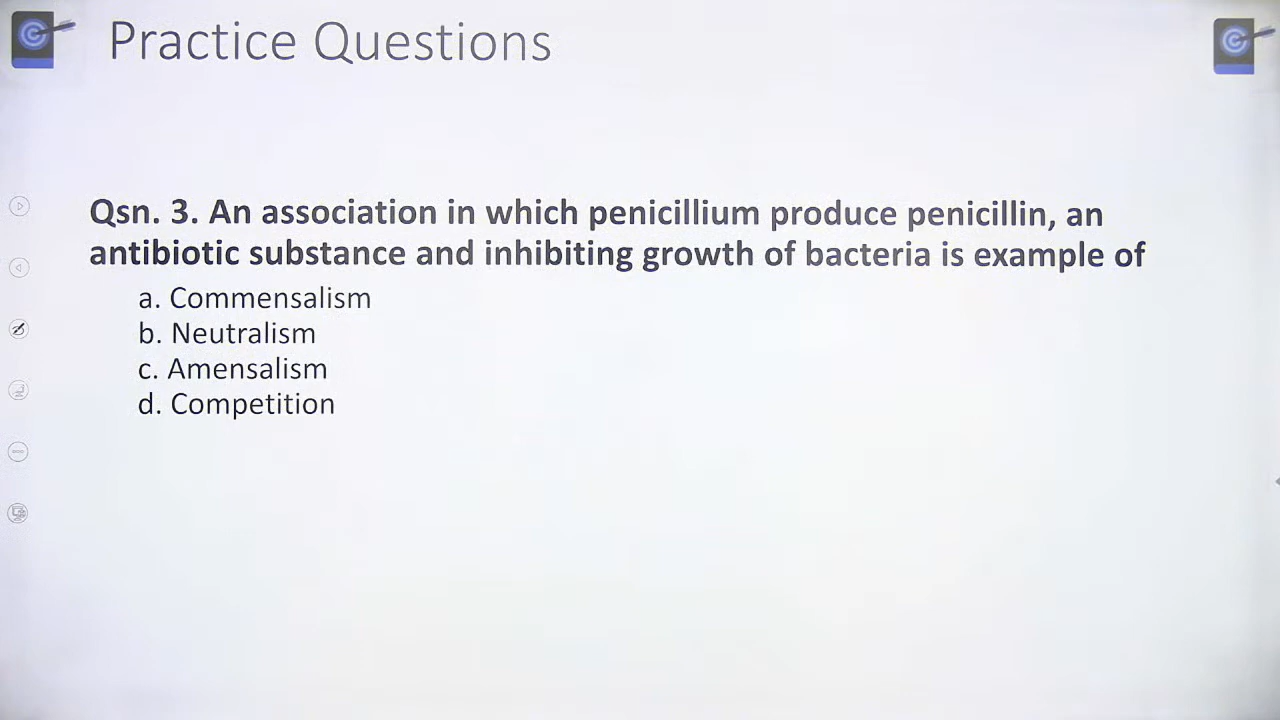 Practice Questions
Qsn. 3. An association in which penicillium produce penicillin, an
antibiotic substance and inhibiting growth of bacteria is example of
a. Commensalism
b. Neutralism
c. Amensalism
d. Competition